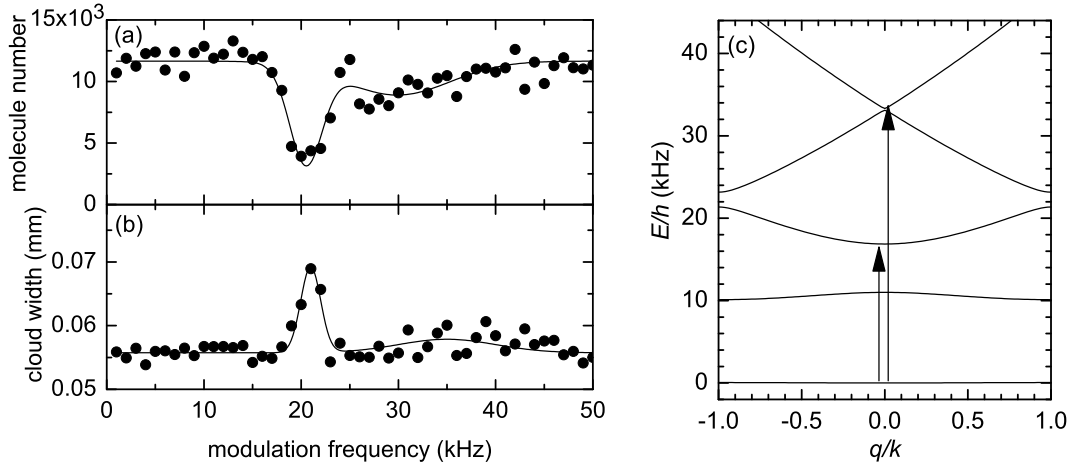 15x10³
(a)
10
5
0
molecule number
(b)
0.07
0.06
0.05
cloud width (mm)
0 10 20 30 40 50
modulation frequency (kHz)
(c)
40
30
20
10
0
E/h (kHz)
-1.0 -0.5 0.0 0.5 1.0
q/k